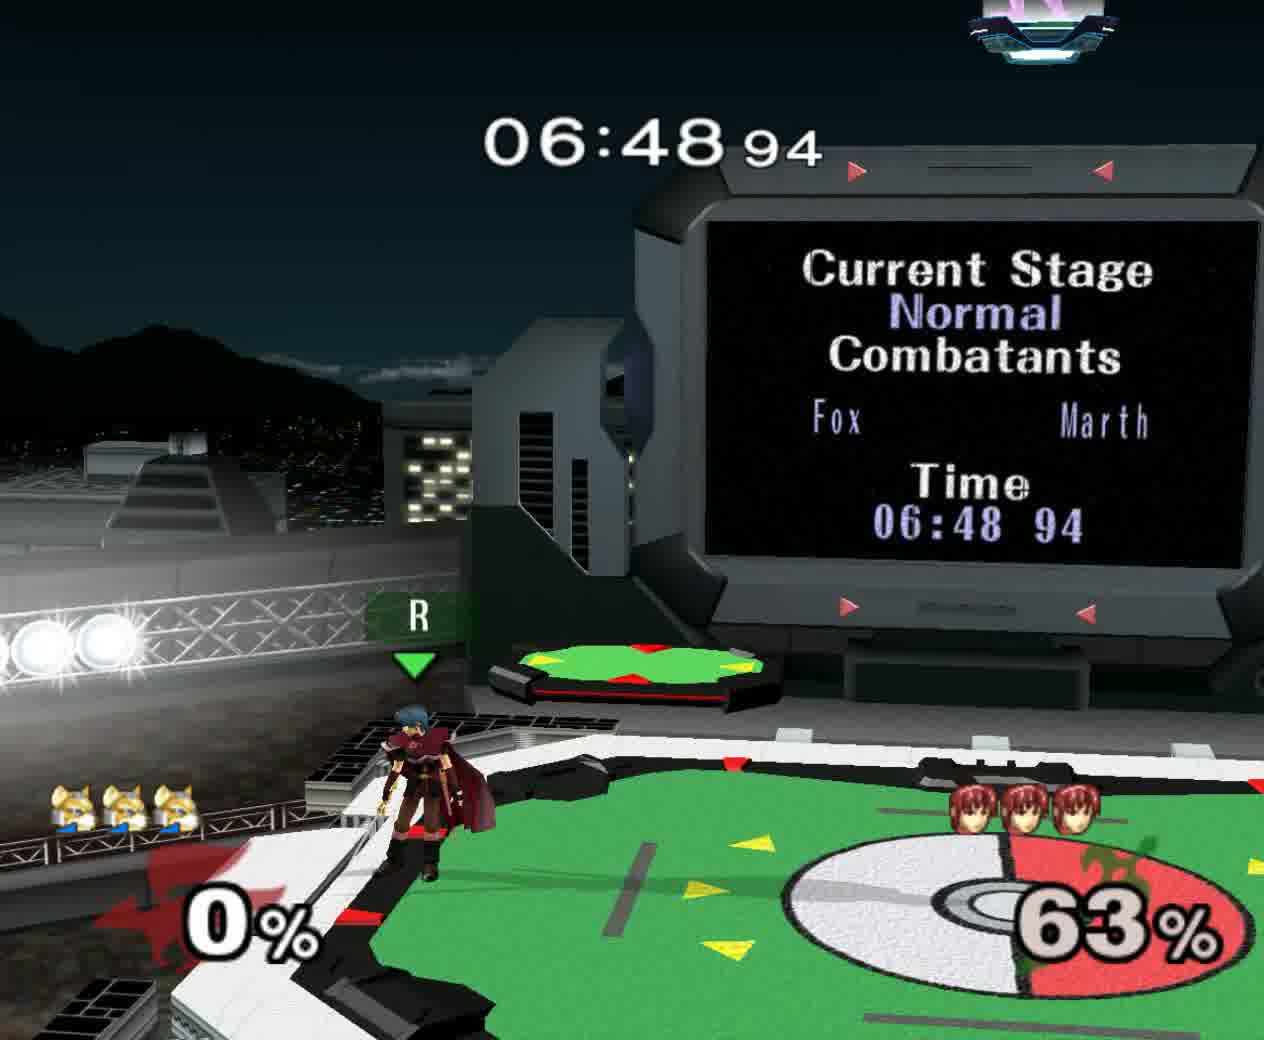 06:48 94
Current Stage
Normal
Combatants
Fox Marth
Time
06:48 94
R
0%
63%